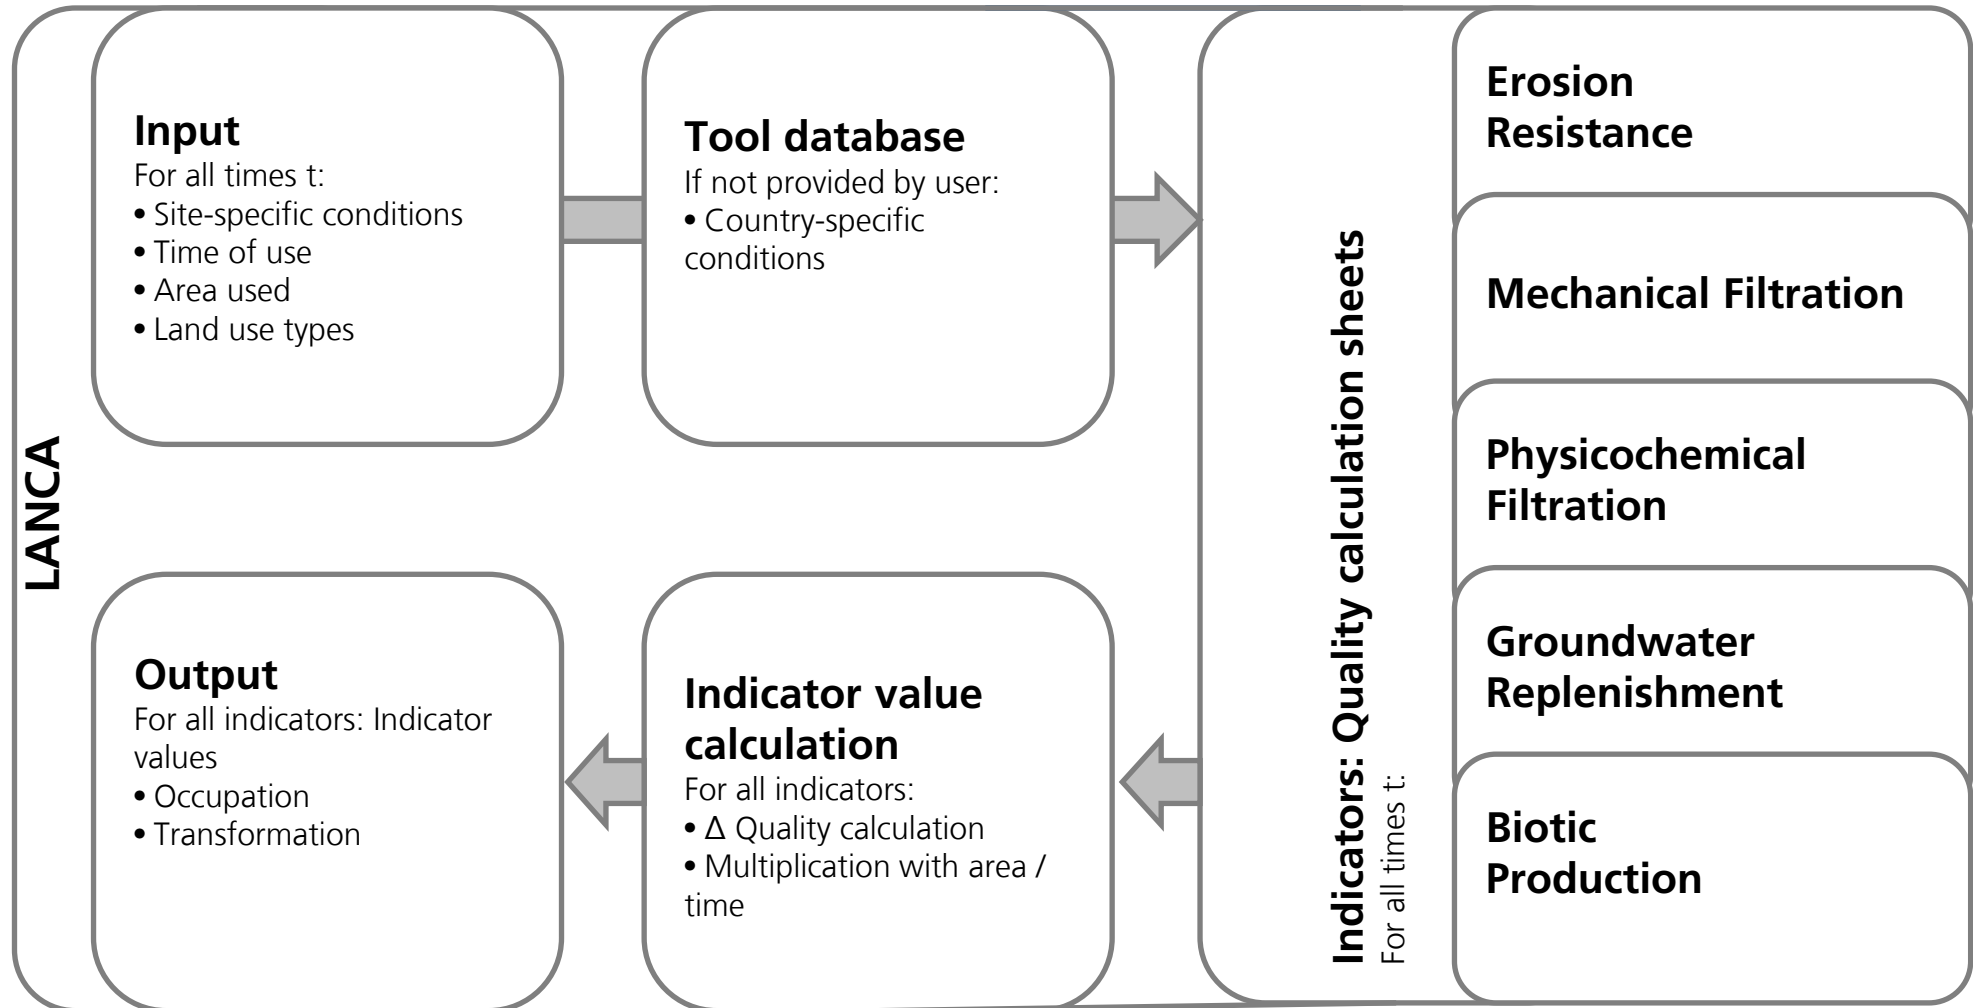 LANCA
Input
For all times t:
• Site-specific conditions
• Time of use
• Area used
• Land use types
Tool database
If not provided by user:
• Country-specific
conditions
Indicators: Quality calculation sheets
For all times t:
Erosion
Resistance
Mechanical Filtration
Physicochemical
Filtration
Groundwater
Replenishment
Biotic
Production
Indicator value
calculation
For all indicators:
• Δ Quality calculation
• Multiplication with area /
time
Output
For all indicators: Indicator
values
• Occupation
• Transformation